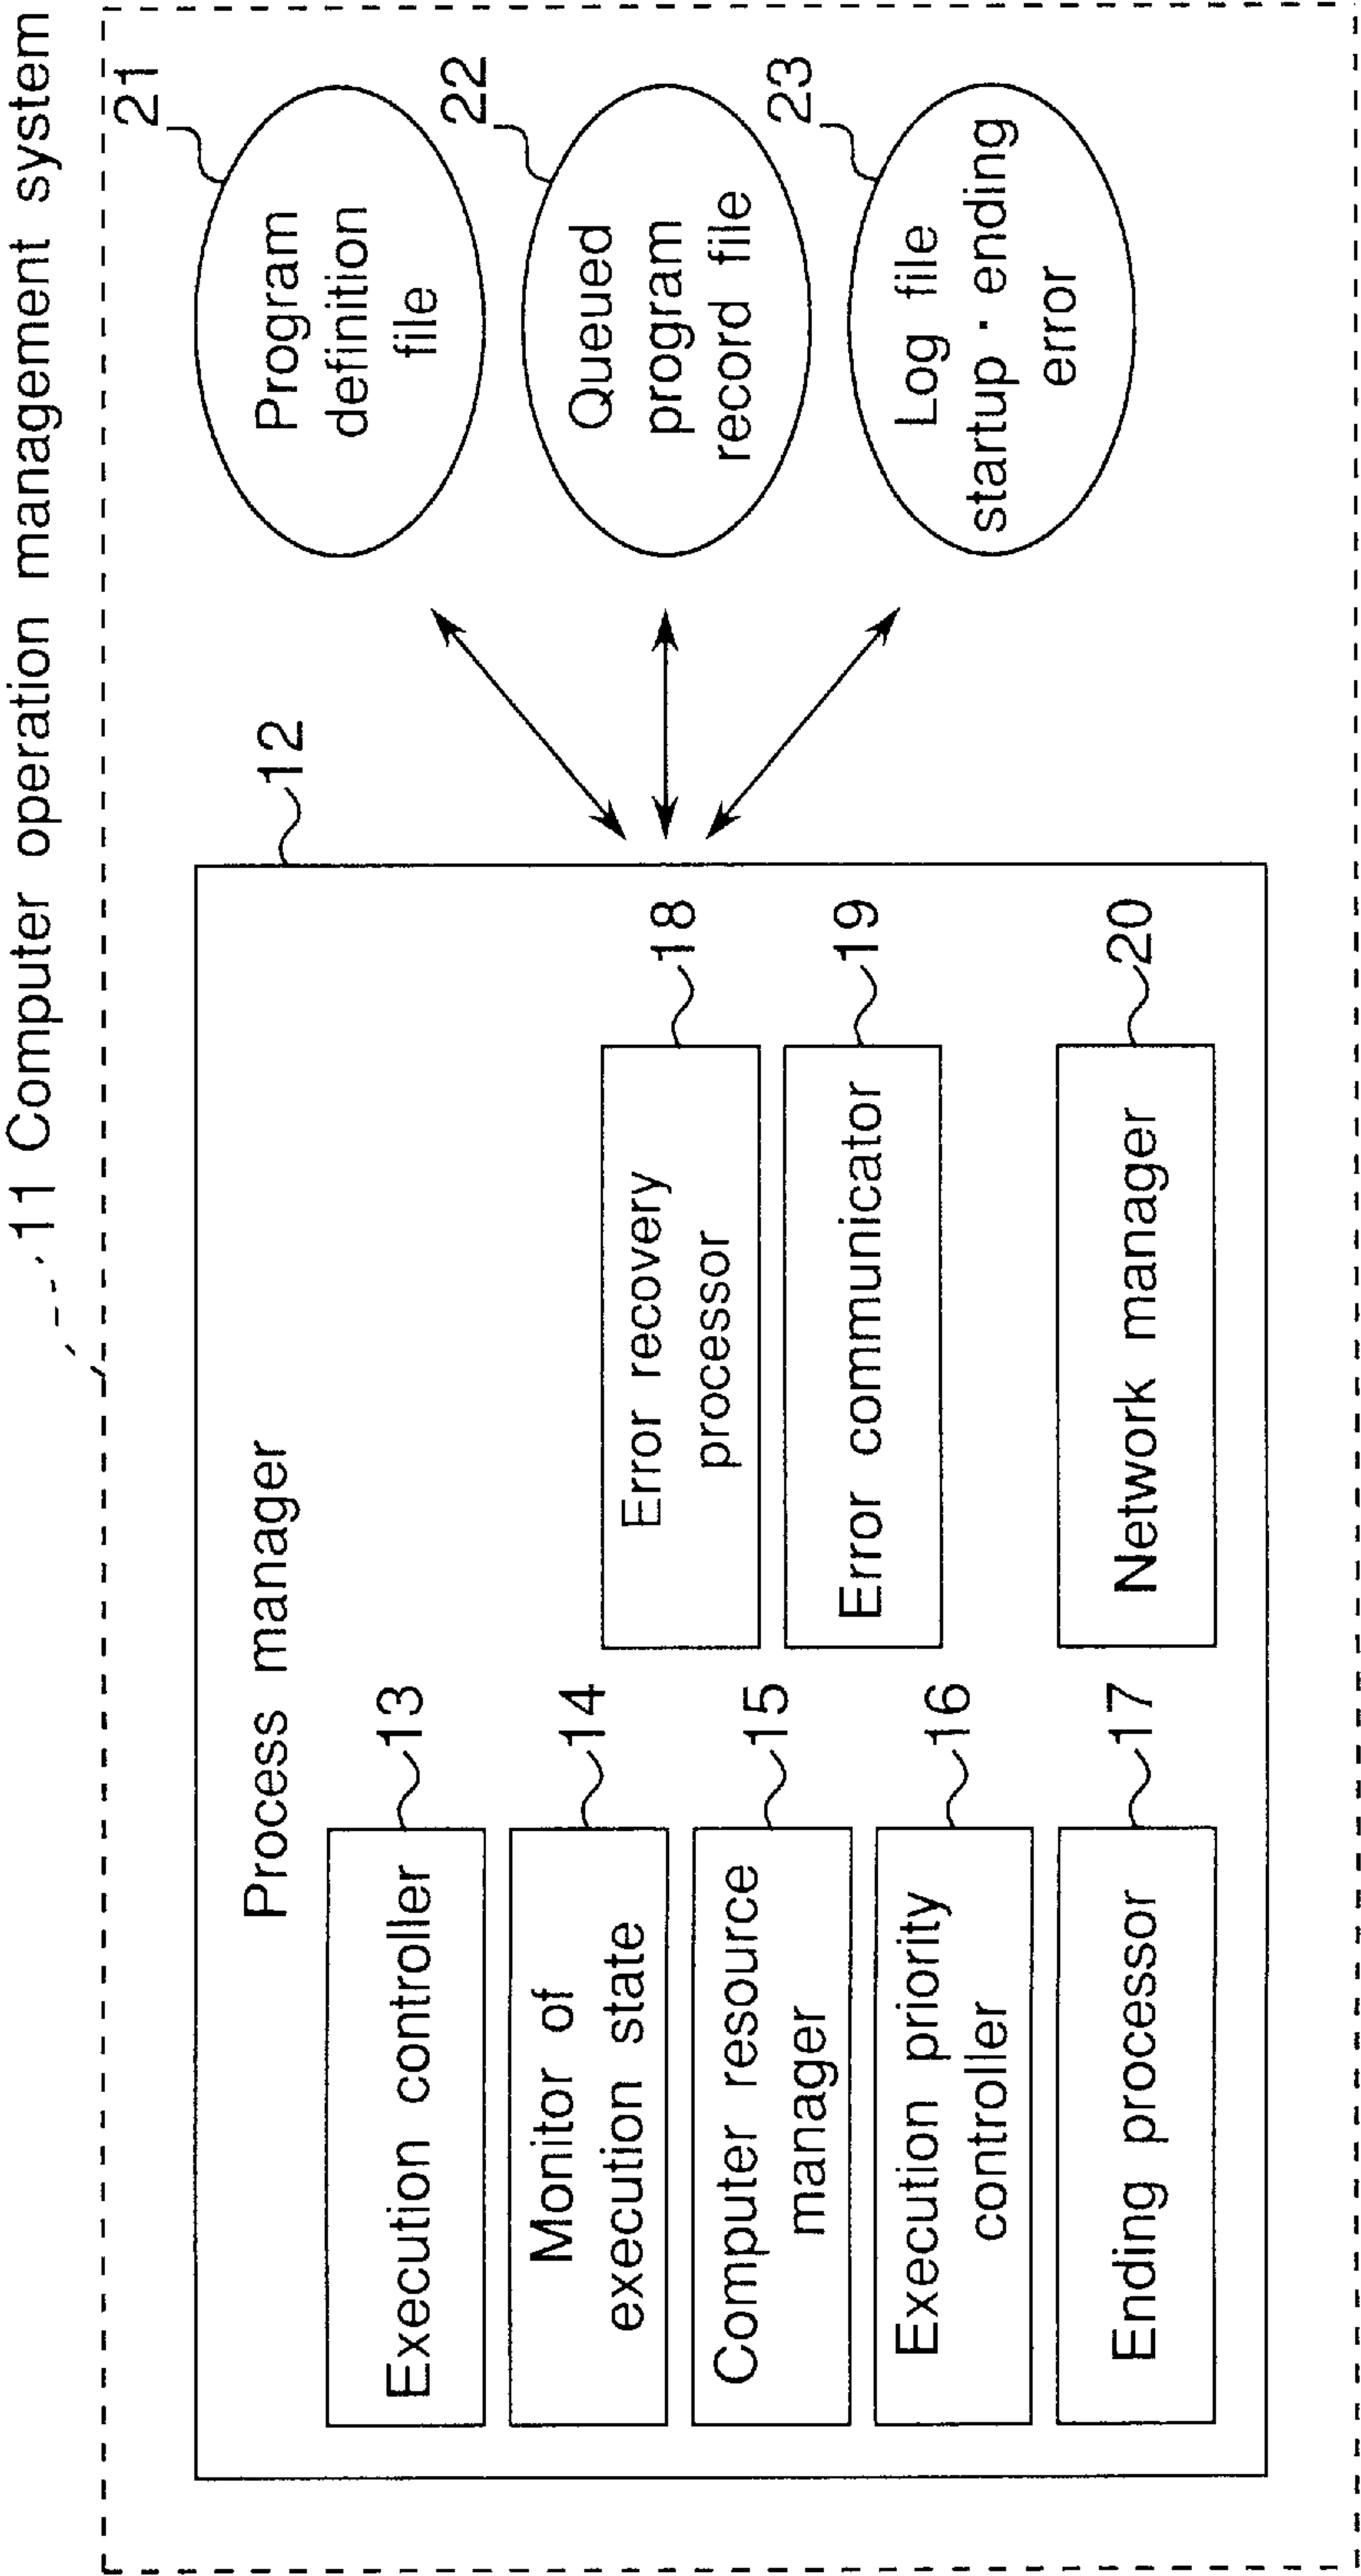 11 Computer operation management system
Process manager
12
Execution controller
13
Monitor of
execution state
14
Computer resource
manager
15
Execution priority
controller
16
Ending processor
17
Error recovery
processor
18
Error communicator
19
Network manager
20
Program
definition
file
21
Queued
program
record file
22
Log file
startup · ending
error
23